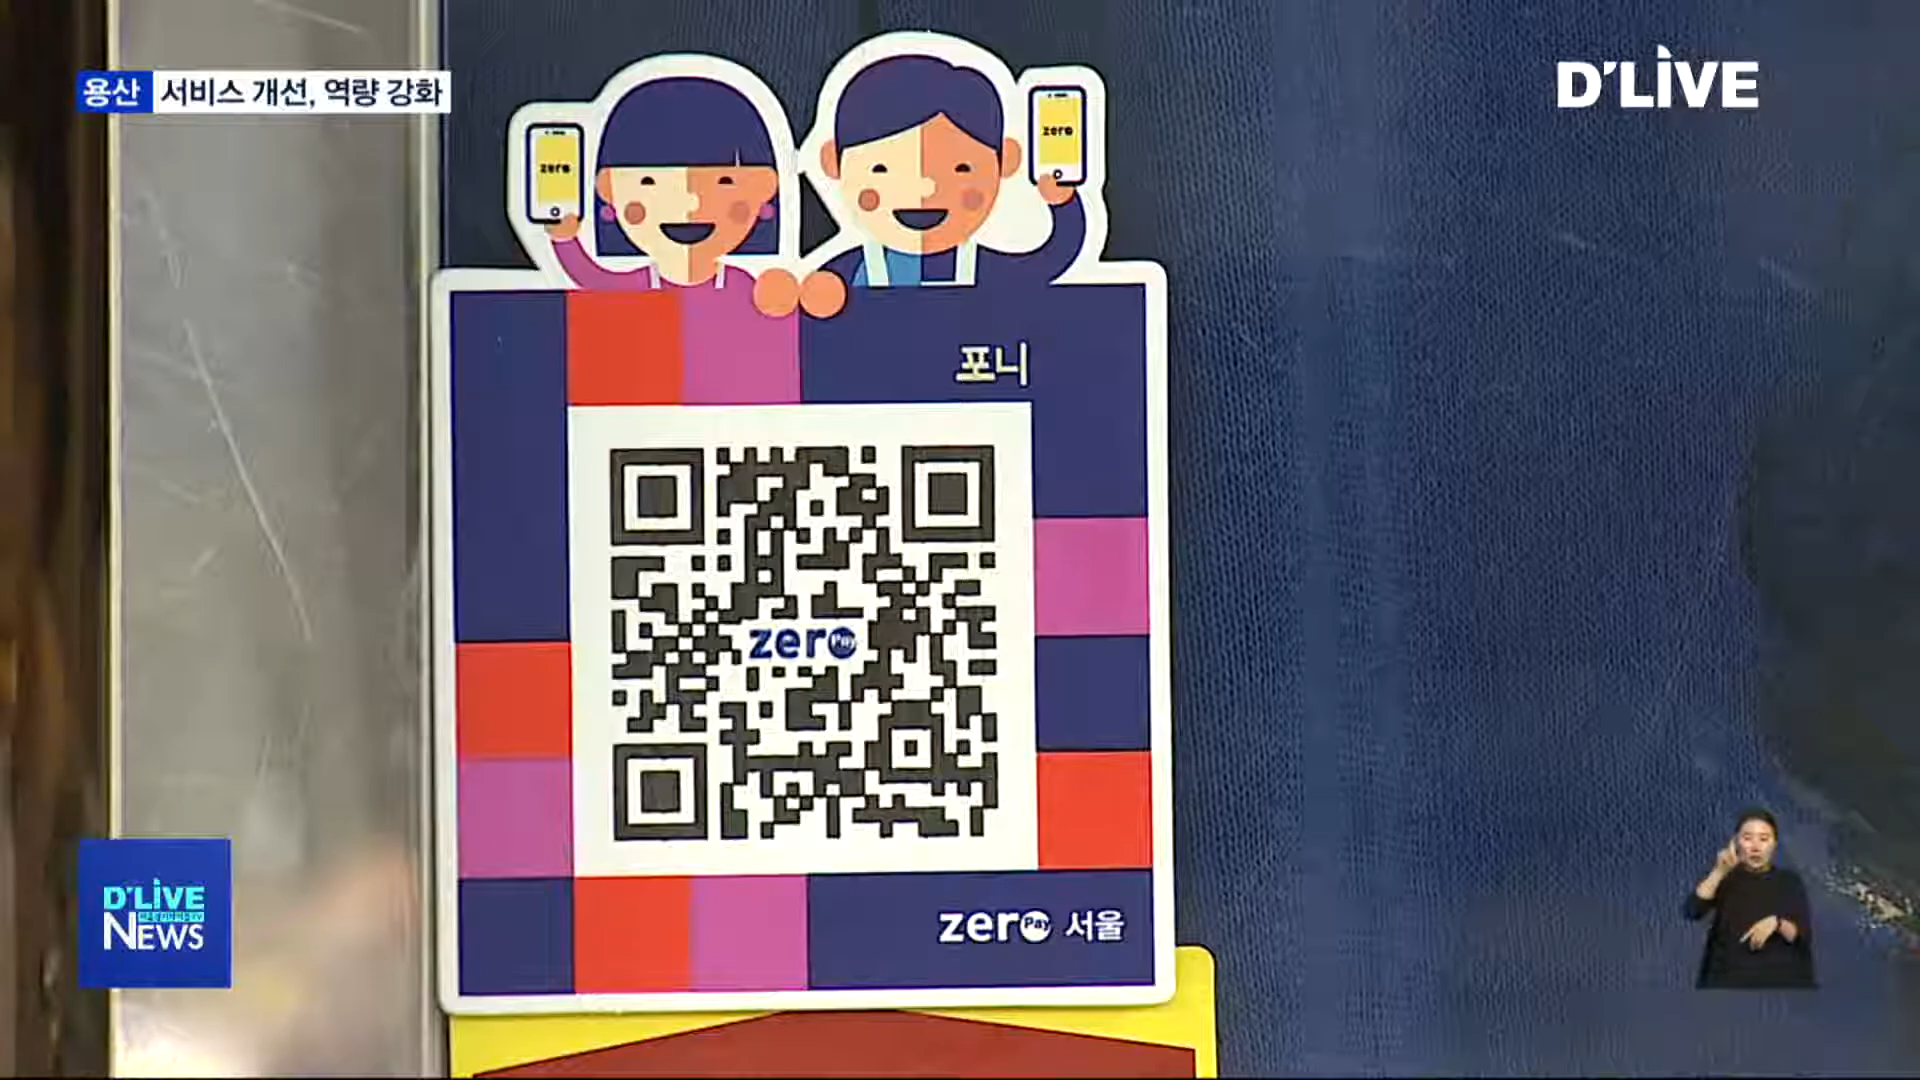 용산 서비스 개선, 역량 강화
D'LIVE
zero
zero
포니
zero Pay
zero Pay 서울
D'LIVE
NEWS